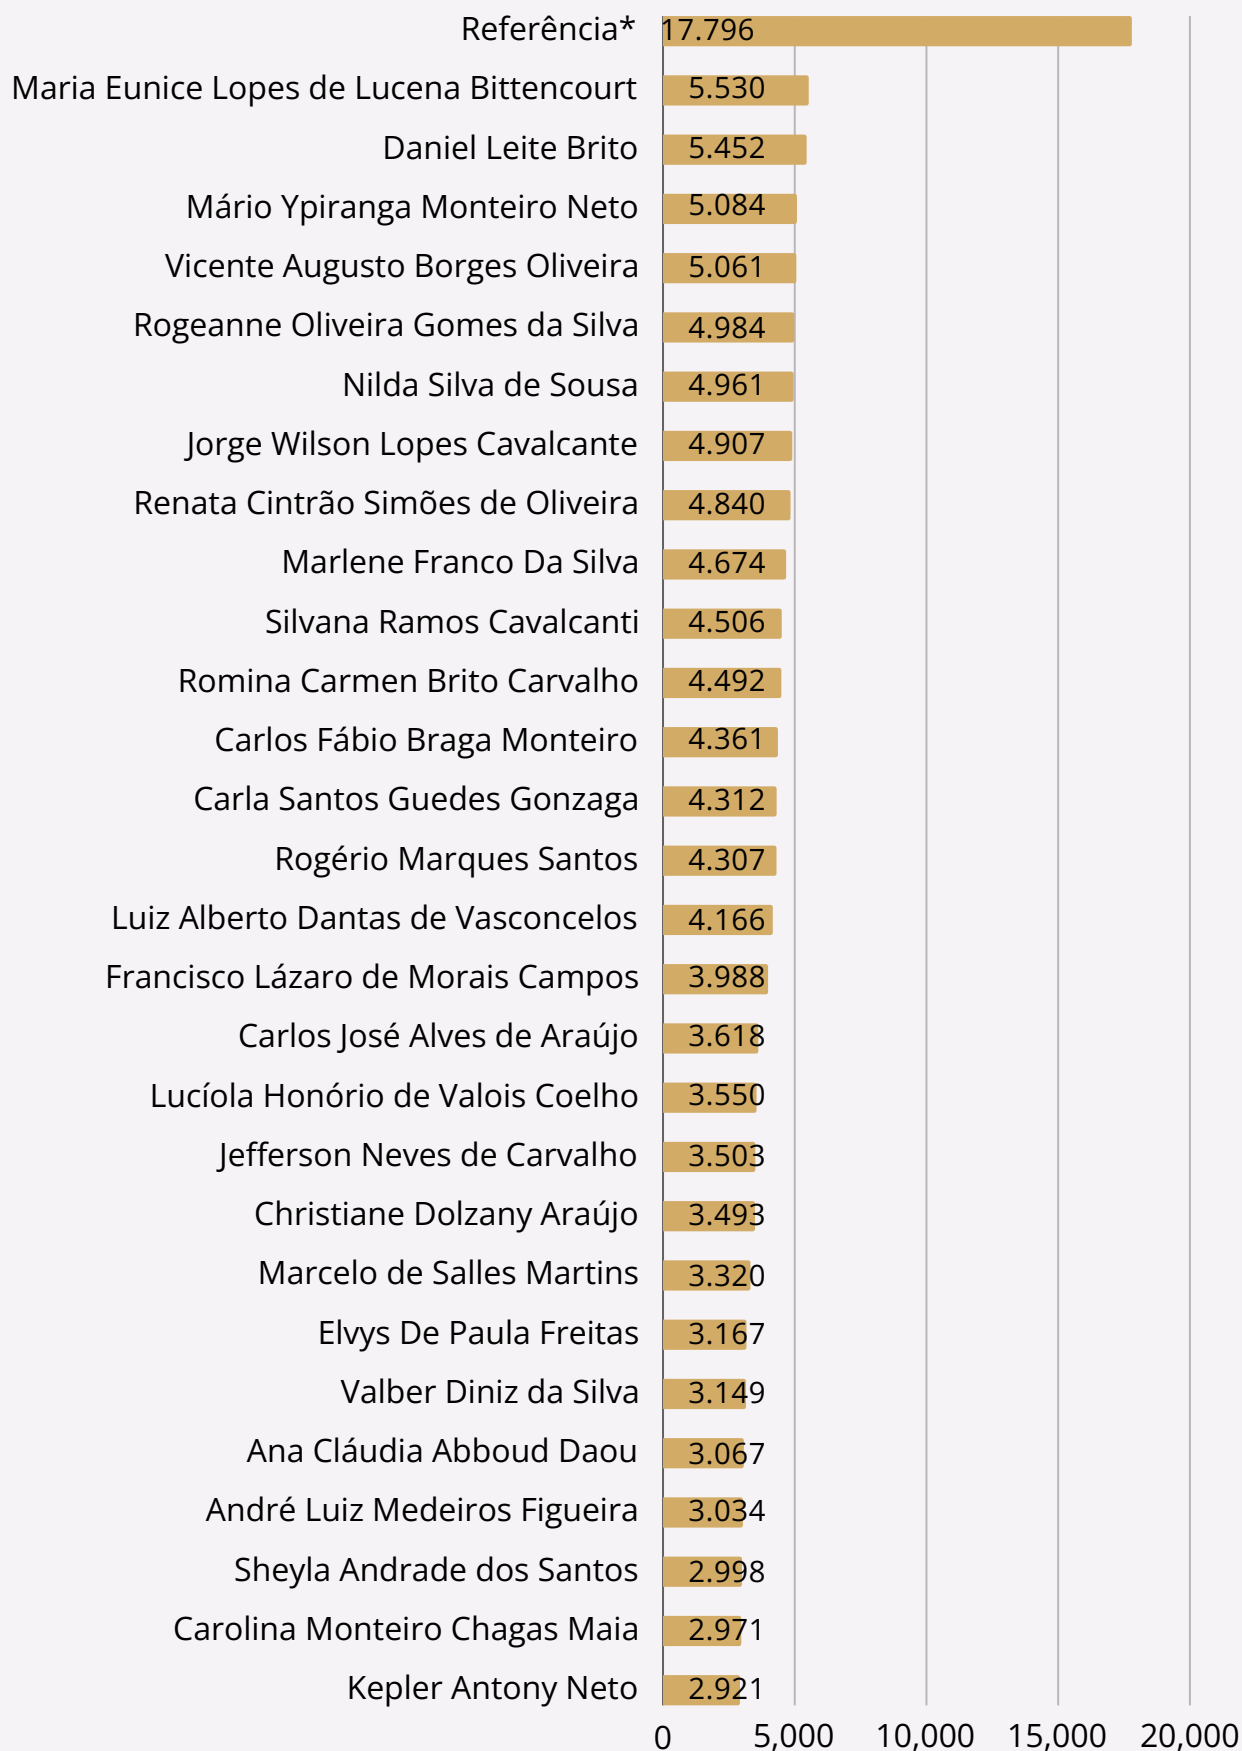 Referência* 17.796
Maria Eunice Lopes de Lucena Bittencourt 5.530
Daniel Leite Brito 5.452
Mário Ypiranga Monteiro Neto 5.084
Vicente Augusto Borges Oliveira 5.061
Rogeanne Oliveira Gomes da Silva 4.984
Nilda Silva de Sousa 4.961
Jorge Wilson Lopes Cavalcante 4.907
Renata Cintrão Simões de Oliveira 4.840
Marlene Franco Da Silva 4.674
Silvana Ramos Cavalcanti 4.506
Romina Carmen Brito Carvalho 4.492
Carlos Fábio Braga Monteiro 4.361
Carla Santos Guedes Gonzaga 4.312
Rogério Marques Santos 4.307
Luiz Alberto Dantas de Vasconcelos 4.166
Francisco Lázaro de Morais Campos 3.988
Carlos José Alves de Araújo 3.618
Lucíola Honório de Valois Coelho 3.550
Jefferson Neves de Carvalho 3.503
Christiane Dolzany Araújo 3.493
Marcelo de Salles Martins 3.320
Elvys De Paula Freitas 3.167
Valber Diniz da Silva 3.149
Ana Cláudia Abboud Daou 3.067
André Luiz Medeiros Figueira 3.034
Sheyla Andrade dos Santos 2.998
Carolina Monteiro Chagas Maia 2.971
Kepler Antony Neto 2.921
0 5,000 10,000 15,000 20,000